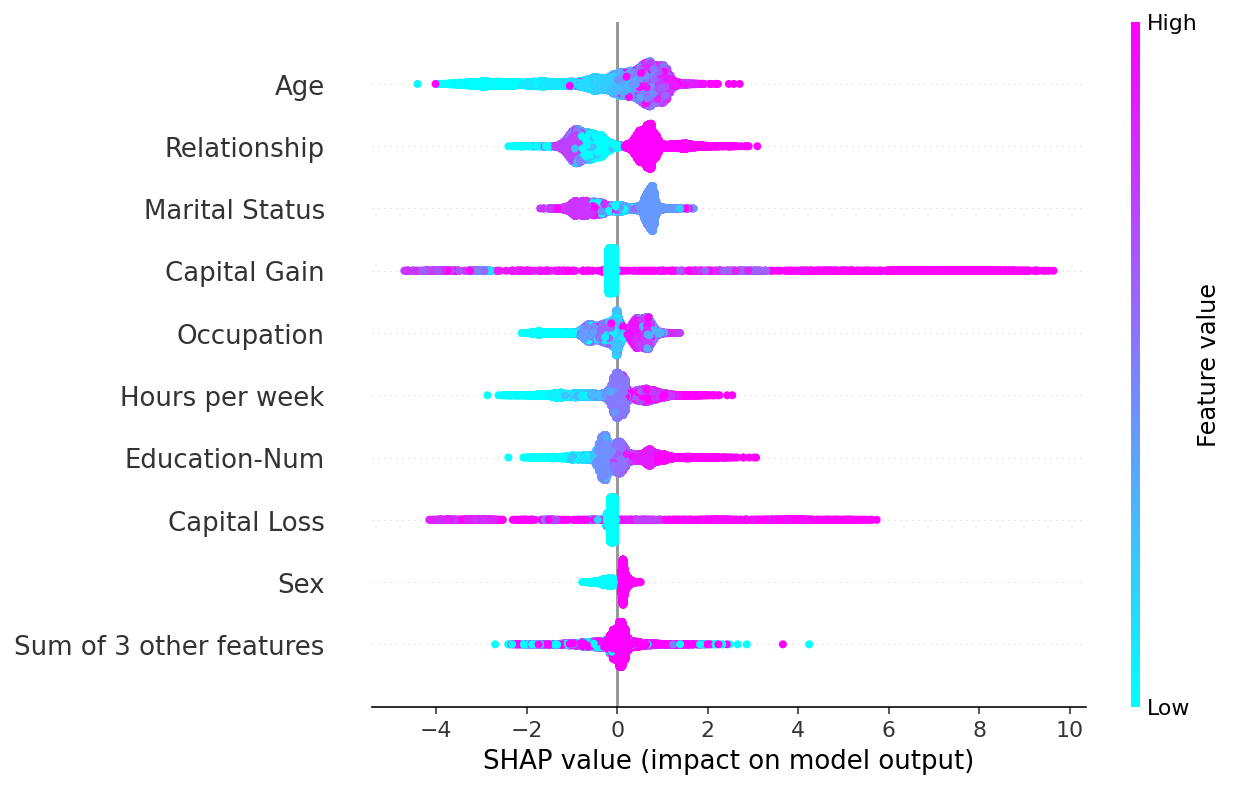 High
Age
Relationship
Marital Status
Capital Gain
Occupation
Hours per week
Education-Num
Capital Loss
Sex
Sum of 3 other features
Feature value
Low
−4 −2 0 2 4 6 8 10
SHAP value (impact on model output)